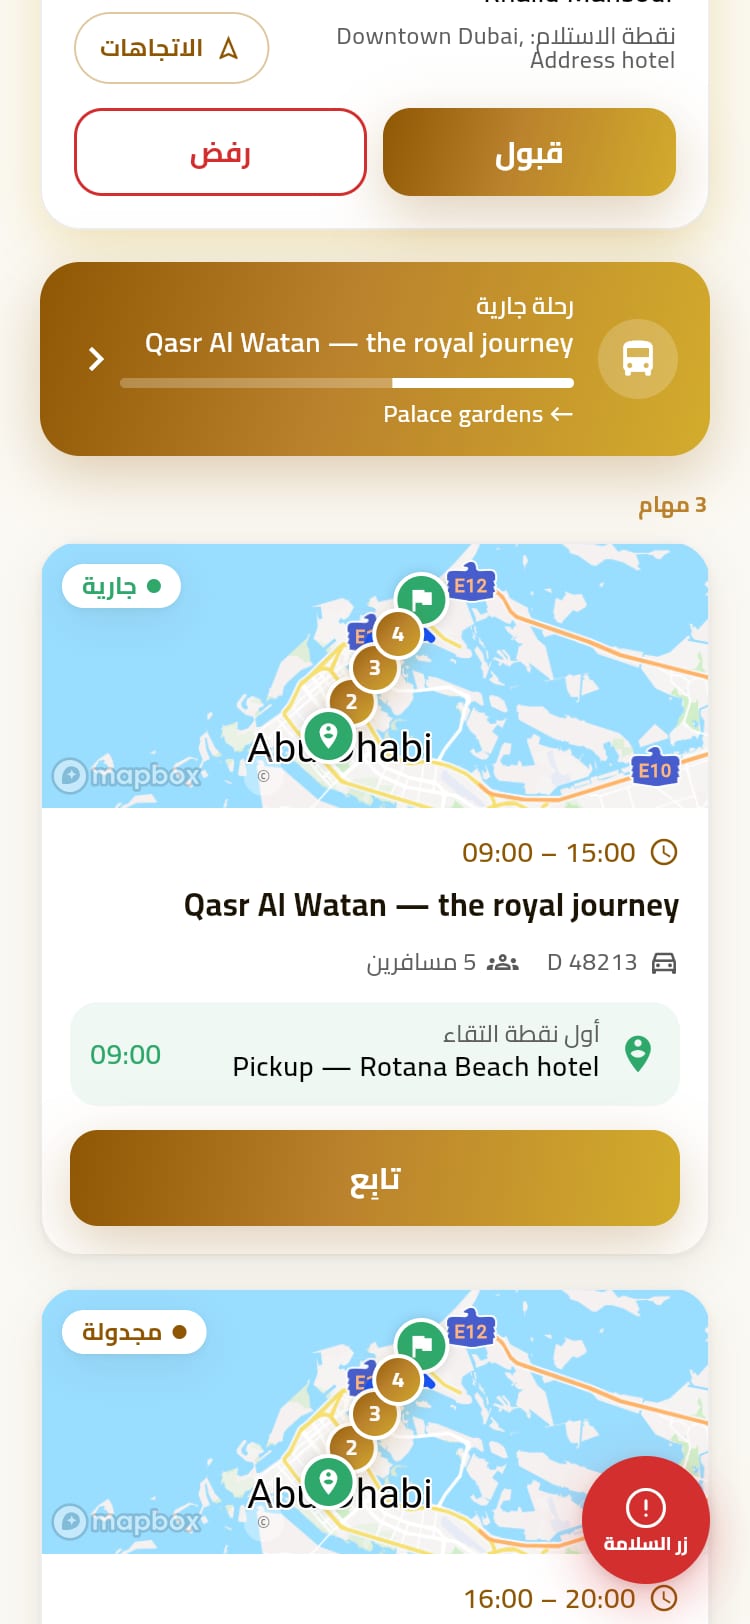 نقطة الاستلام: Downtown Dubai,
Address hotel
الاتجاهات
قبول
رفض
رحلة جارية
Qasr Al Watan — the royal journey
Palace gardens ←
3 مهام
جارية
E12
4
3
2
Abu Dhabi
E10
©
mapbox
09:00 – 15:00
Qasr Al Watan — the royal journey
D 48213
5 مسافرين
أول نقطة التقاء
Pickup — Rotana Beach hotel
09:00
تابِع
مجدولة
E12
4
3
2
Abu Dhabi
©
mapbox
زر السلامة
16:00 – 20:00